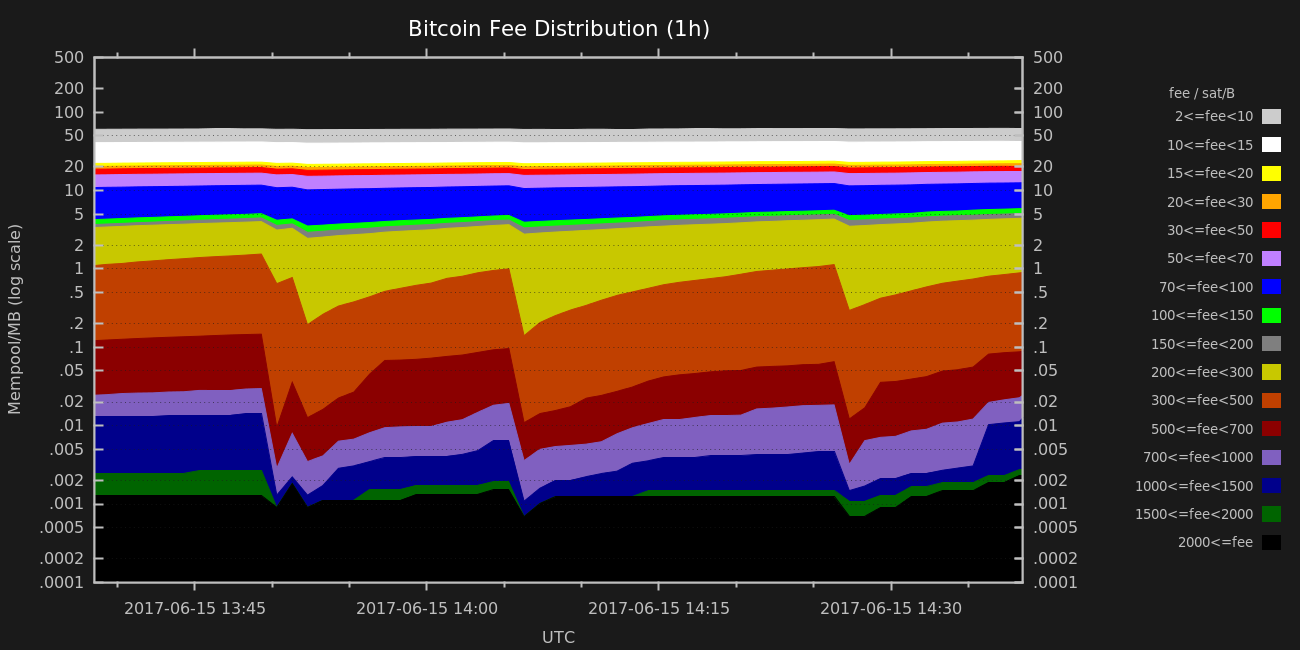 Bitcoin Fee Distribution (1h)
500
200
100
50
20
10
5
2
1
.5
.2
.1
.05
.02
.01
.005
.002
.001
.0005
.0002
.0001
Mempool/MB (log scale)
500
200
100
50
20
10
5
2
1
.5
.2
.1
.05
.02
.01
.005
.002
.001
.0005
.0002
.0001
2017-06-15 13:45
2017-06-15 14:00
2017-06-15 14:15
2017-06-15 14:30
UTC
fee / sat/B
2<=fee<10
10<=fee<15
15<=fee<20
20<=fee<30
30<=fee<50
50<=fee<70
70<=fee<100
100<=fee<150
150<=fee<200
200<=fee<300
300<=fee<500
500<=fee<700
700<=fee<1000
1000<=fee<1500
1500<=fee<2000
2000<=fee